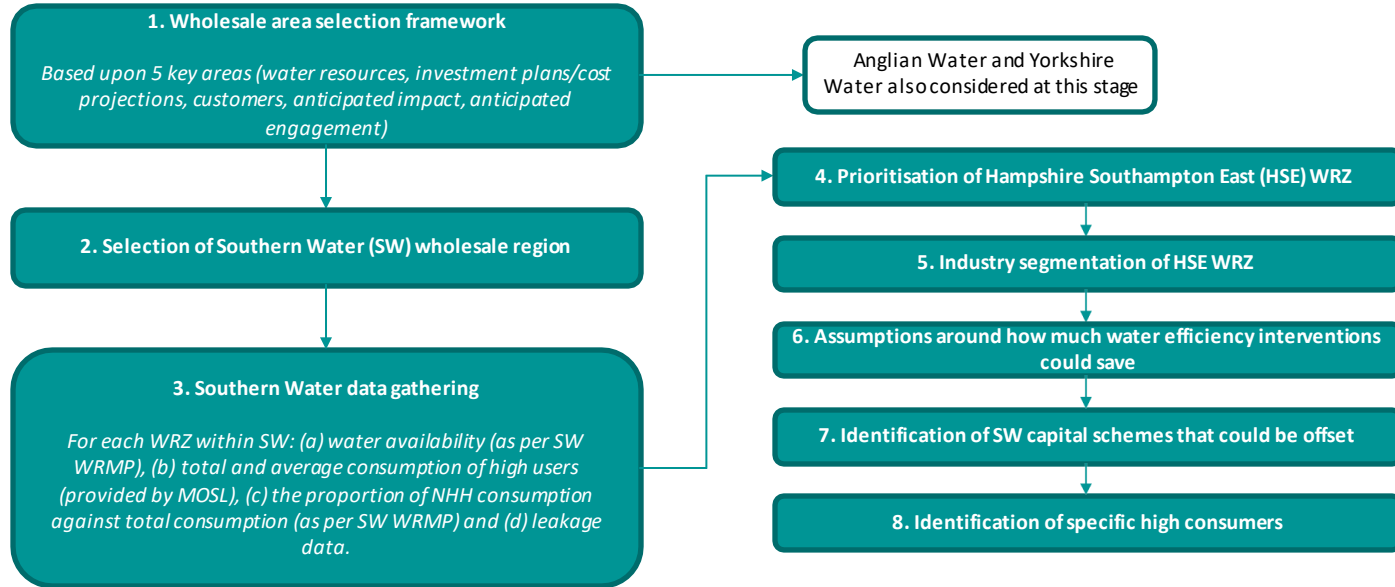 1. Wholesale area selection framework
Based upon 5 key areas (water resources, investment plans/cost
projections, customers, anticipated impact, anticipated
engagement)
Anglian Water and Yorkshire
Water also considered at this stage
2. Selection of Southern Water (SW) wholesale region
3. Southern Water data gathering
For each WRZ within SW: (a) water availability (as per SW
WRMP), (b) total and average consumption of high users
(provided by MOSL), (c) the proportion of NHH consumption
against total consumption (as per SW WRMP) and (d) leakage
data.
4. Prioritisation of Hampshire Southampton East (HSE) WRZ
5. Industry segmentation of HSE WRZ
6. Assumptions around how much water efficiency interventions
could save
7. Identification of SW capital schemes that could be offset
8. Identification of specific high consumers